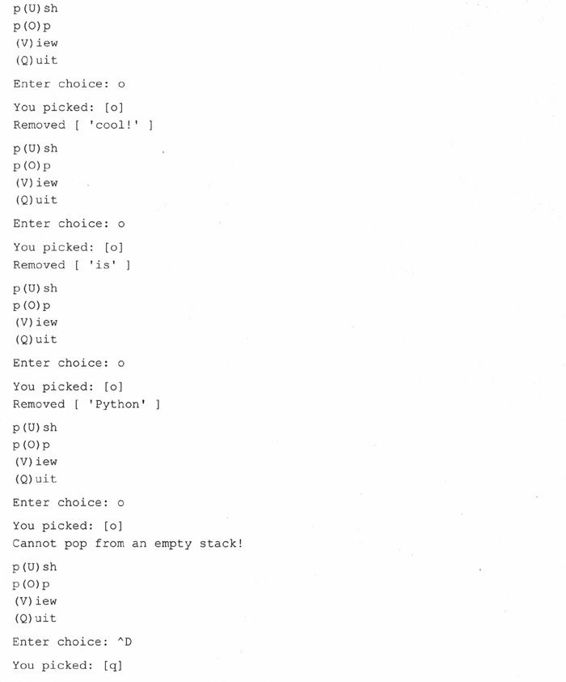 p(U)sh
p(O)p
(V)iew
(Q)uit
Enter choice: o
You picked: [o]
Removed [ 'cool!' ]
p(U)sh
p(O)p
(V)iew
(Q)uit
Enter choice: o
You picked: [o]
Removed [ 'is' ]
p(U)sh
p(O)p
(V)iew
(Q)uit
Enter choice: o
You picked: [o]
Removed [ 'Python' ]
p(U)sh
p(O)p
(V)iew
(Q)uit
Enter choice: o
You picked: [o]
Cannot pop from an empty stack!
p(U)sh
p(O)p
(V)iew
(Q)uit
Enter choice: ^D
You picked: [q]